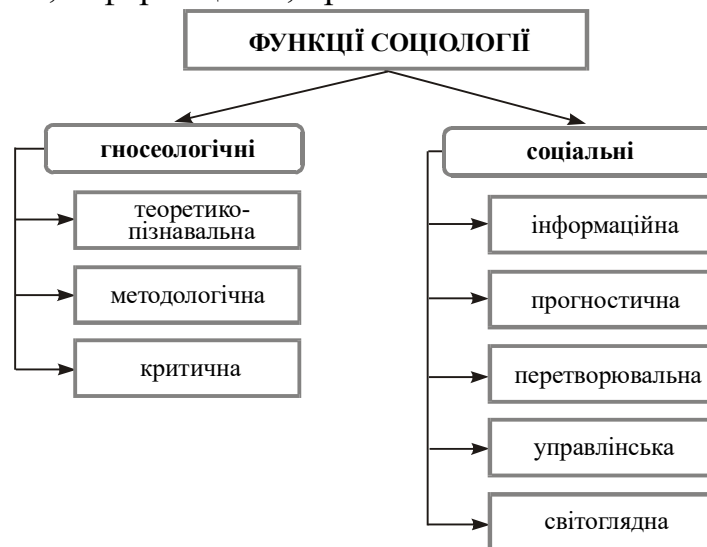 ФУНКЦІЇ СОЦІОЛОГІЇ
гносеологічні
теоретико-
пізнавальна
методологічна
критична
соціальні
інформаційна
прогностична
перетворювальна
управлінська
світоглядна